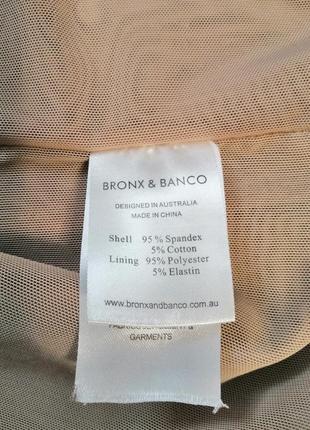 BRONX & BANCO
DESIGNED IN AUSTRALIA
MADE IN CHINA
Shell 95 % Spandex
5% Cotton
Lining 95% Polyester
5% Elastin
www.bronxandbanco.com.au
GARMENTS